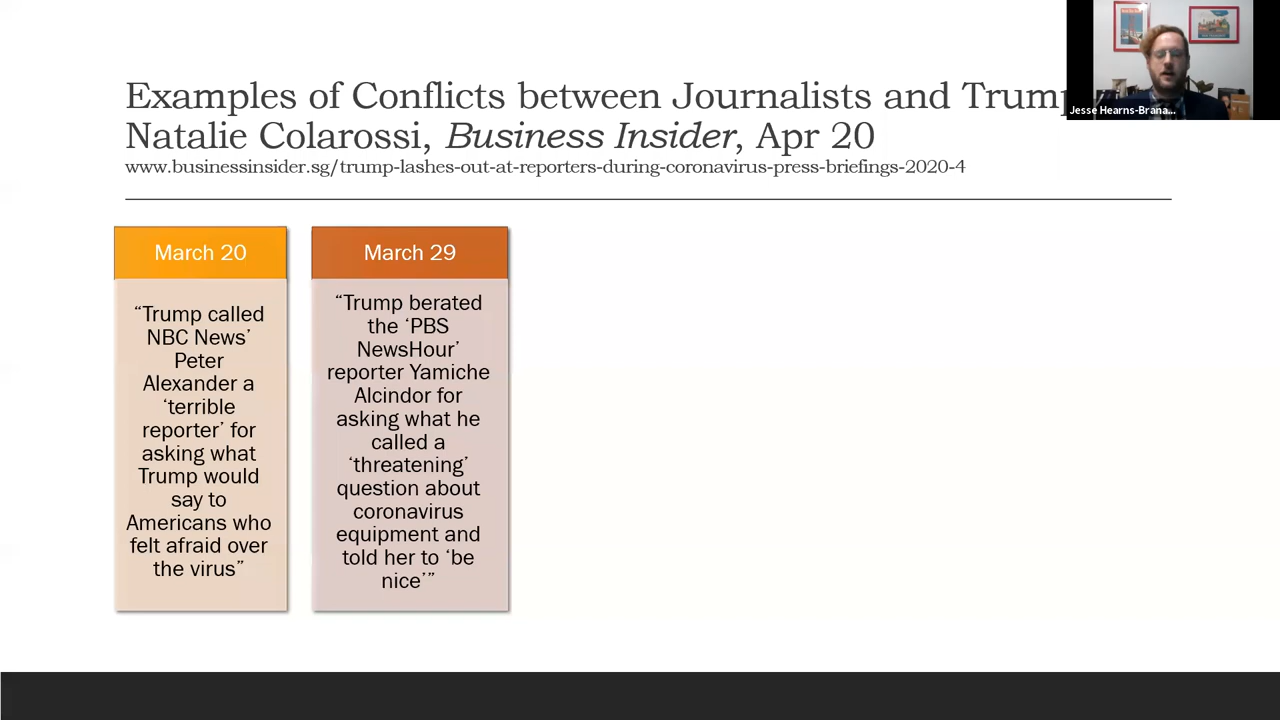 Examples of Conflicts between Journalists and Trump
Natalie Colarossi, Business Insider, Apr 20
www.businessinsider.sg/trump-lashes-out-at-reporters-during-coronavirus-press-briefings-2020-4
Jesse Hearns-Brana...
March 20
“Trump called
NBC News’
Peter
Alexander a
‘terrible
reporter’ for
asking what
Trump would
say to
Americans who
felt afraid over
the virus”
March 29
“Trump berated
the ‘PBS
NewsHour’
reporter Yamiche
Alcindor for
asking what he
called a
‘threatening’
question about
coronavirus
equipment and
told her to ‘be
nice’”